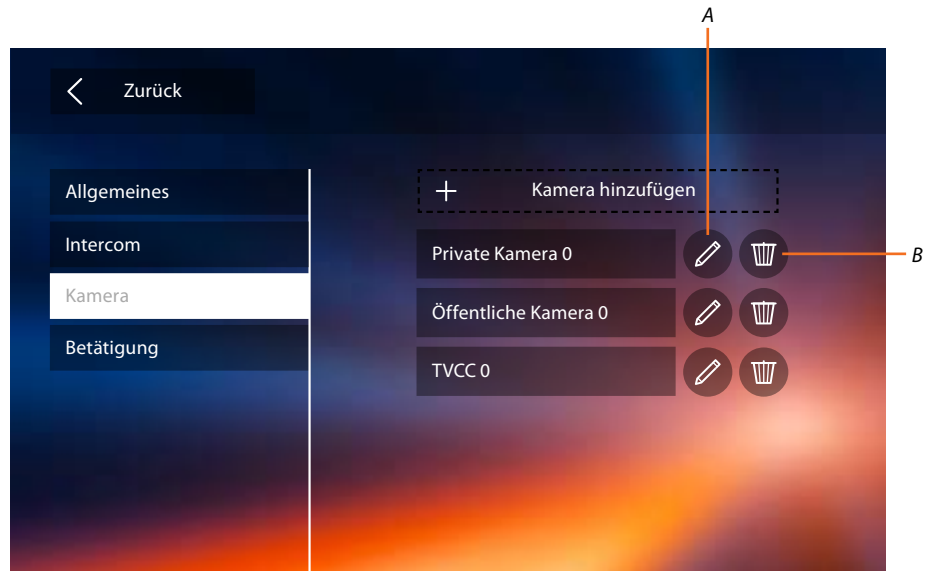 A
Zurück
Allgemeines
Intercom
Kamera
Betätigung
Kamera hinzufügen
Private Kamera 0
B
Öffentliche Kamera 0
TVCC 0